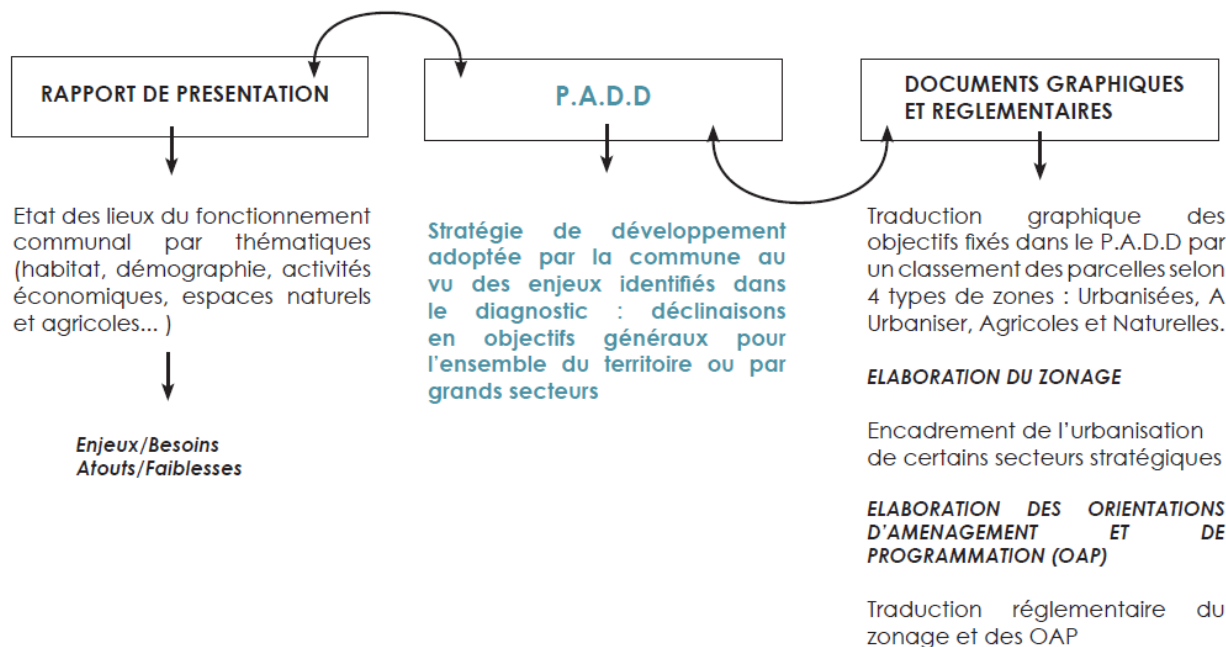 RAPPORT DE PRESENTATION
Etat des lieux du fonctionnement
communal par thématiques
(habitat, démographie, activités
économiques, espaces naturels
et agricoles... )
Enjeux/Besoins
Atouts/Faiblesses
P.A.D.D
Stratégie de développement
adoptée par la commune au
vu des enjeux identifiés dans
le diagnostic : déclinaisons
en objectifs généraux pour
l'ensemble du territoire ou par
grands secteurs
DOCUMENTS GRAPHIQUES
ET REGLEMENTAIRES
Traduction graphique des
objectifs fixés dans le P.A.D.D par
un classement des parcelles selon
4 types de zones : Urbanisées, A
Urbaniser, Agricoles et Naturelles.
ELABORATION DU ZONAGE
Encadrement de l'urbanisation
de certains secteurs stratégiques
ELABORATION DES ORIENTATIONS
D'AMENAGEMENT ET DE
PROGRAMMATION (OAP)
Traduction réglementaire du
zonage et des OAP